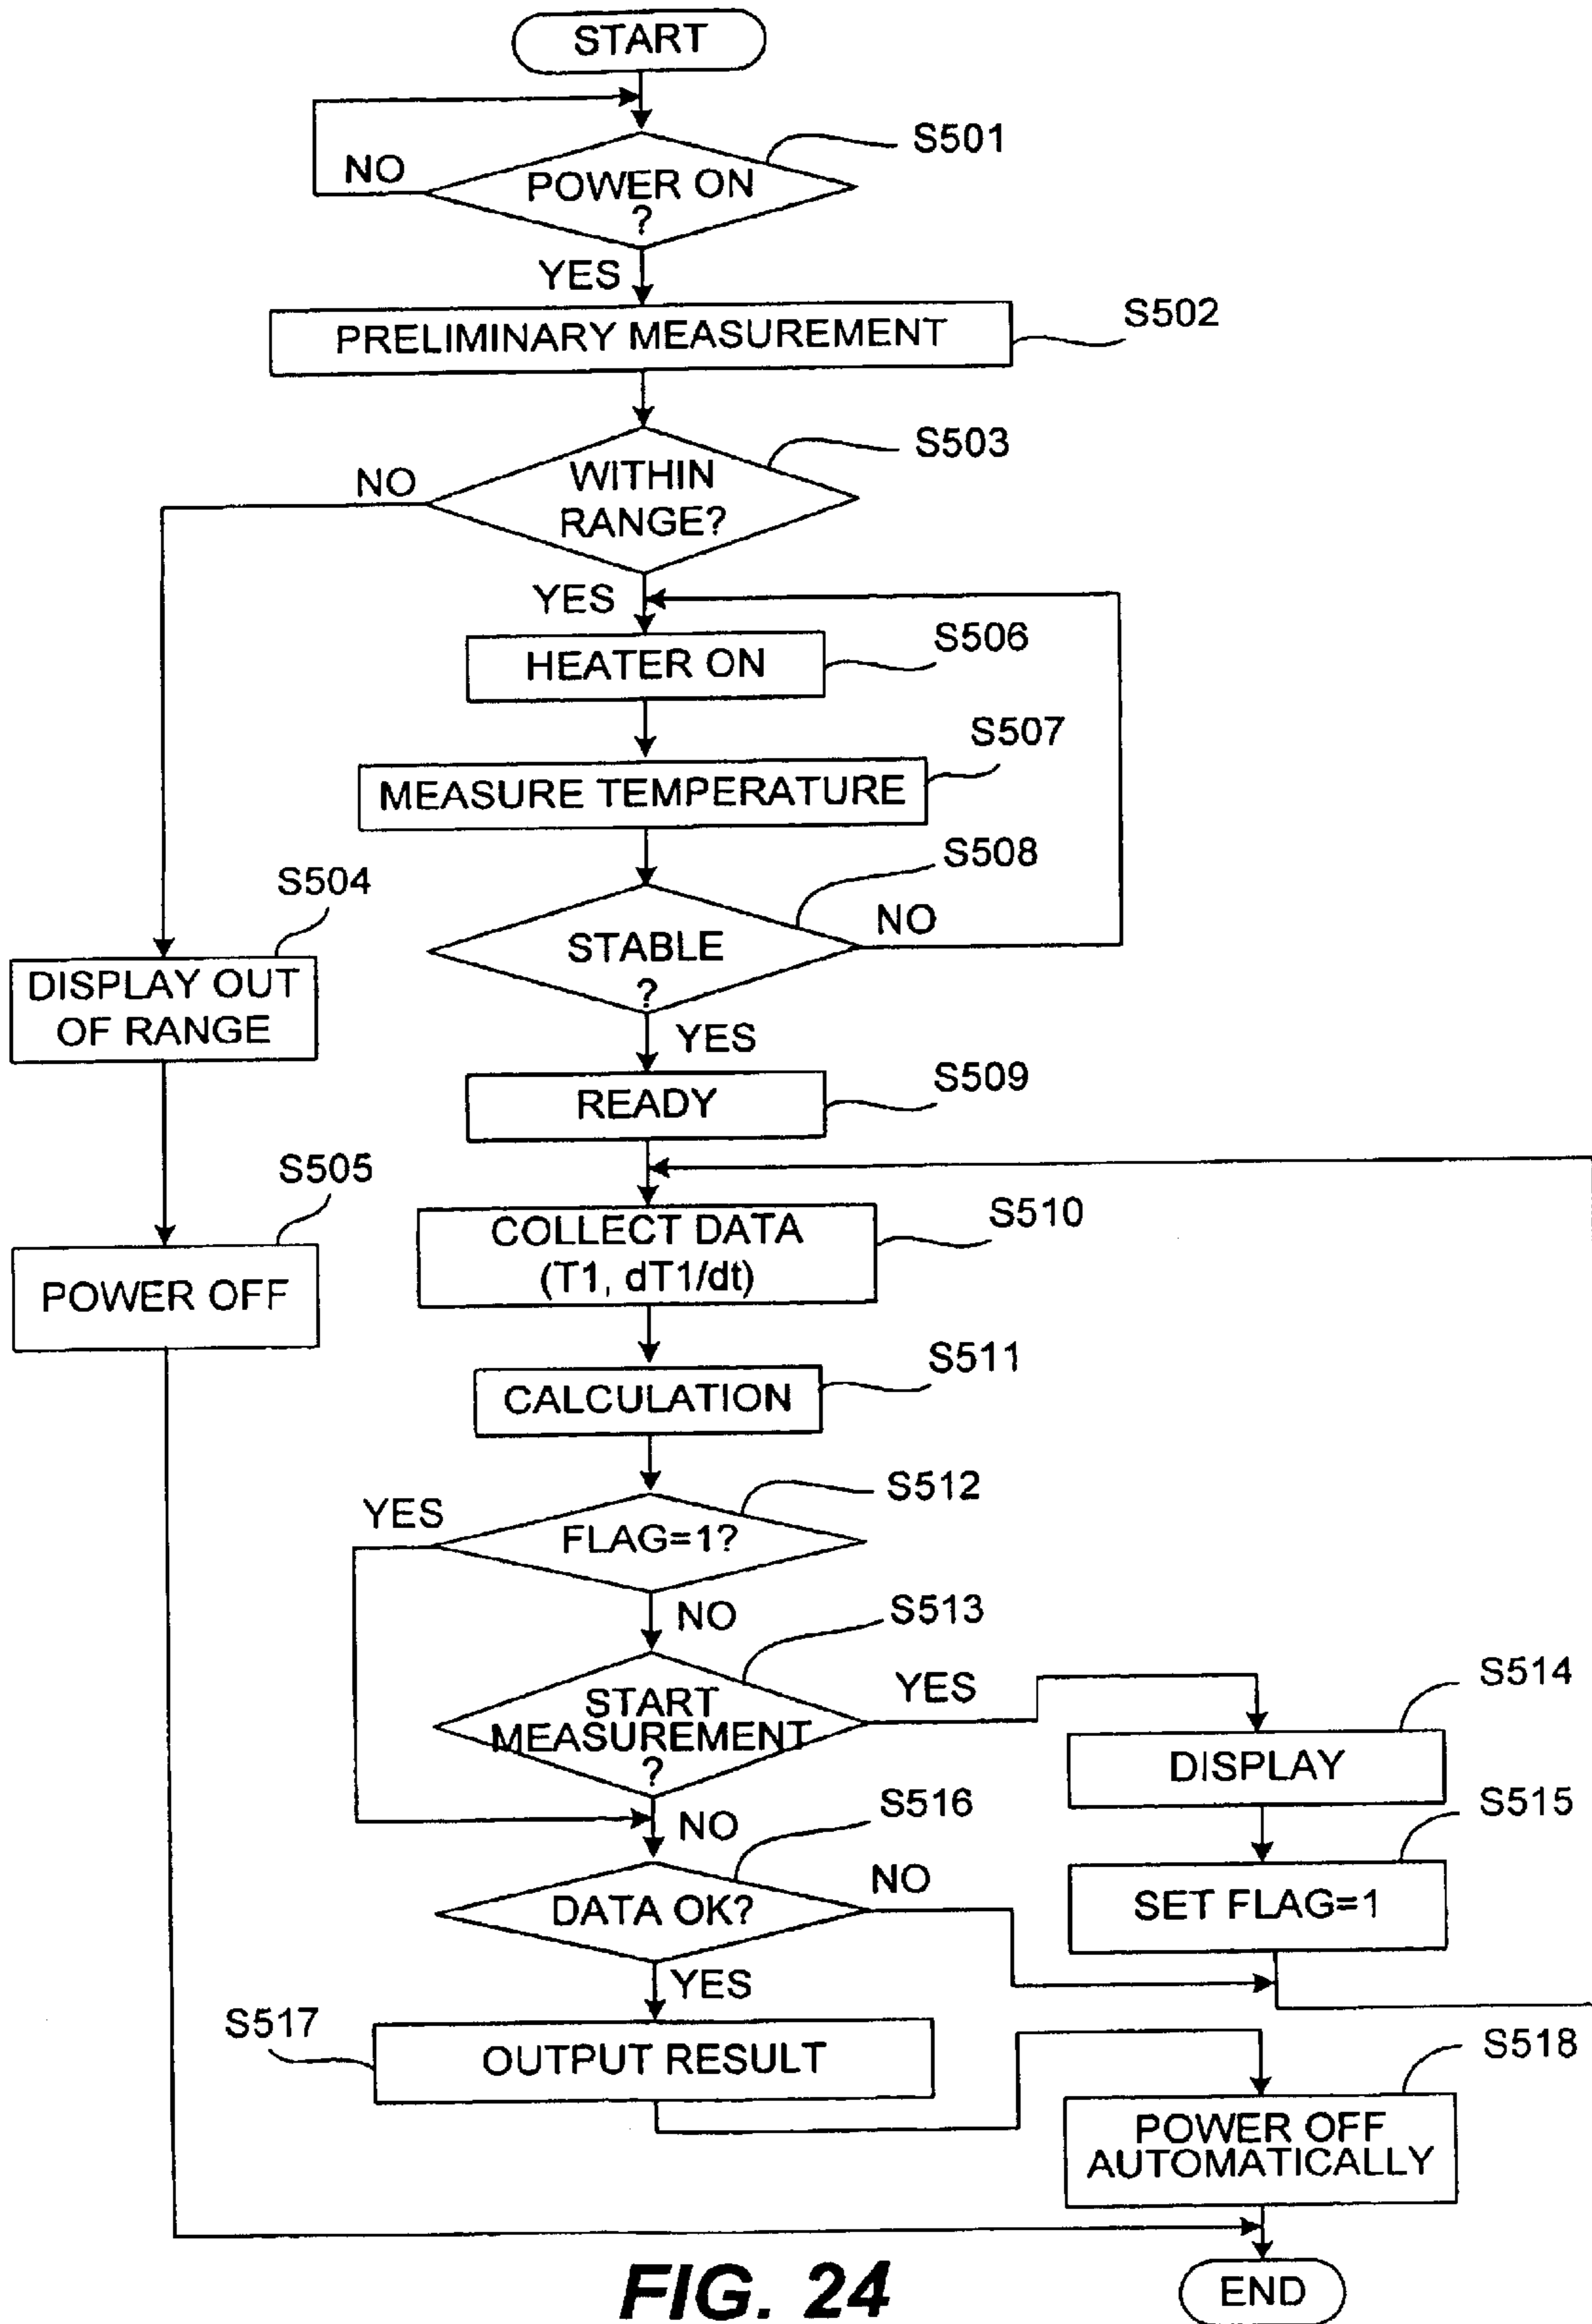 START
S501
NO
POWER ON
?
YES
S502
PRELIMINARY MEASUREMENT
S503
NO
WITHIN
RANGE?
YES
S506
HEATER ON
S507
MEASURE TEMPERATURE
S508
S504
NO
STABLE
?
DISPLAY OUT
OF RANGE
YES
S509
READY
S505
S510
COLLECT DATA
(T1, dT1/dt)
POWER OFF
S511
CALCULATION
S512
YES
FLAG=1?
NO
S513
START
MEASUREMENT
?
YES
S514
DISPLAY
NO
S516
S515
DATA OK?
NO
SET FLAG=1
YES
S517
OUTPUT RESULT
S518
POWER OFF
AUTOMATICALLY
END
FIG. 24